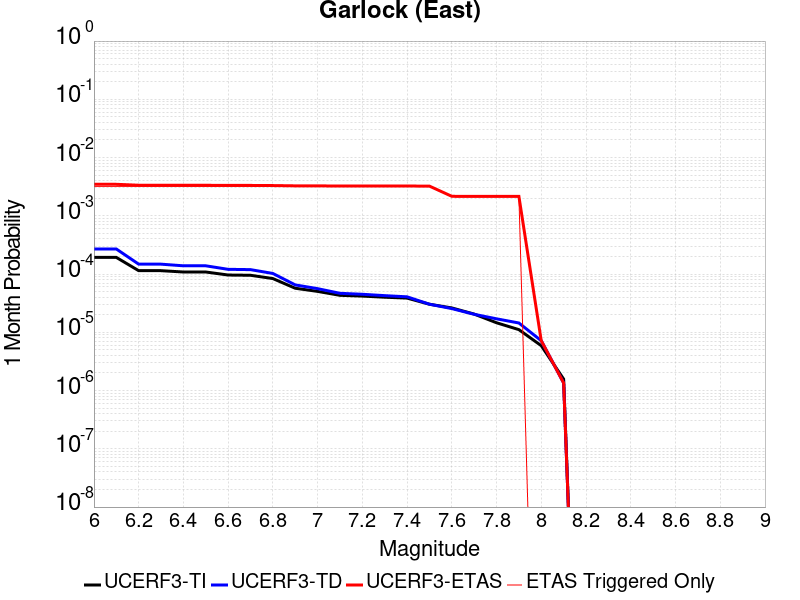 Garlock (East)
10^0
10^-1
10^-2
10^-3
10^-4
10^-5
10^-6
10^-7
10^-8
1 Month Probability
6 6.2 6.4 6.6 6.8 7 7.2 7.4 7.6 7.8 8 8.2 8.4 8.6 8.8 9
Magnitude
UCERF3-TI UCERF3-TD UCERF3-ETAS ETAS Triggered Only